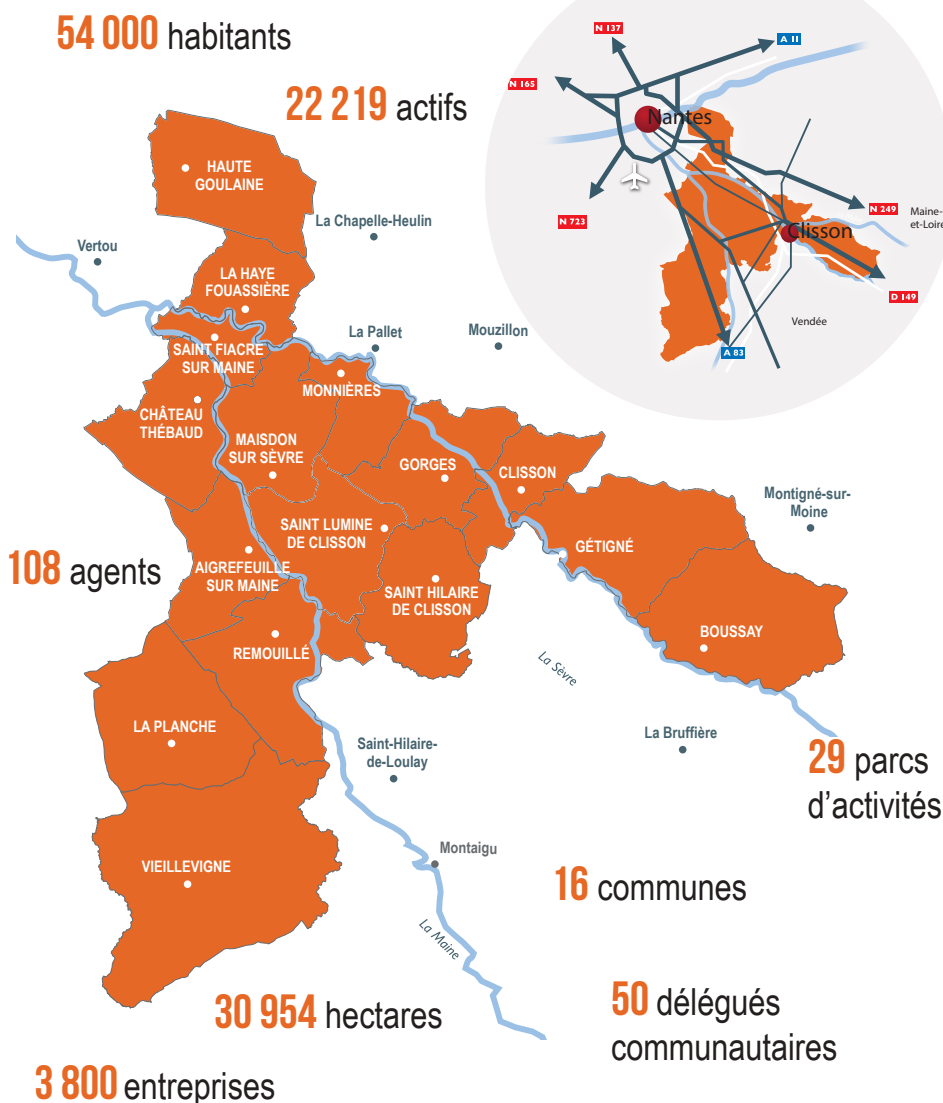 54 000 habitants
22 219 actifs
N 137
A 11
N 165
Nantes
N 723
N 249
Maine-
et-Loire
Clisson
D 149
Vendée
A 83
HAUTE
GOULAINE
La Chapelle-Heulin
Vertou
LA HAYE
FOUASSIÈRE
La Pallet
Mouzillon
SAINT FIACRE
SUR MAINE
MONNIÈRES
CHÂTEAU
THÉBAUD
MAISDON
SUR SÈVRE
GORGES
CLISSON
Montigné-sur-
Moine
SAINT LUMINE
DE CLISSON
GÉTIGNÉ
108 agents
AIGREFEUILLE
SUR MAINE
SAINT HILAIRE
DE CLISSON
BOUSSAY
REMOUILLÉ
La Sèvre
LA PLANCHE
Saint-Hilaire-
de-Loulay
La Bruffière
29 parcs
d'activités
Montaigu
VIEILLEVIGNE
16 communes
La Maine
30 954 hectares
50 délégués
communautaires
3 800 entreprises